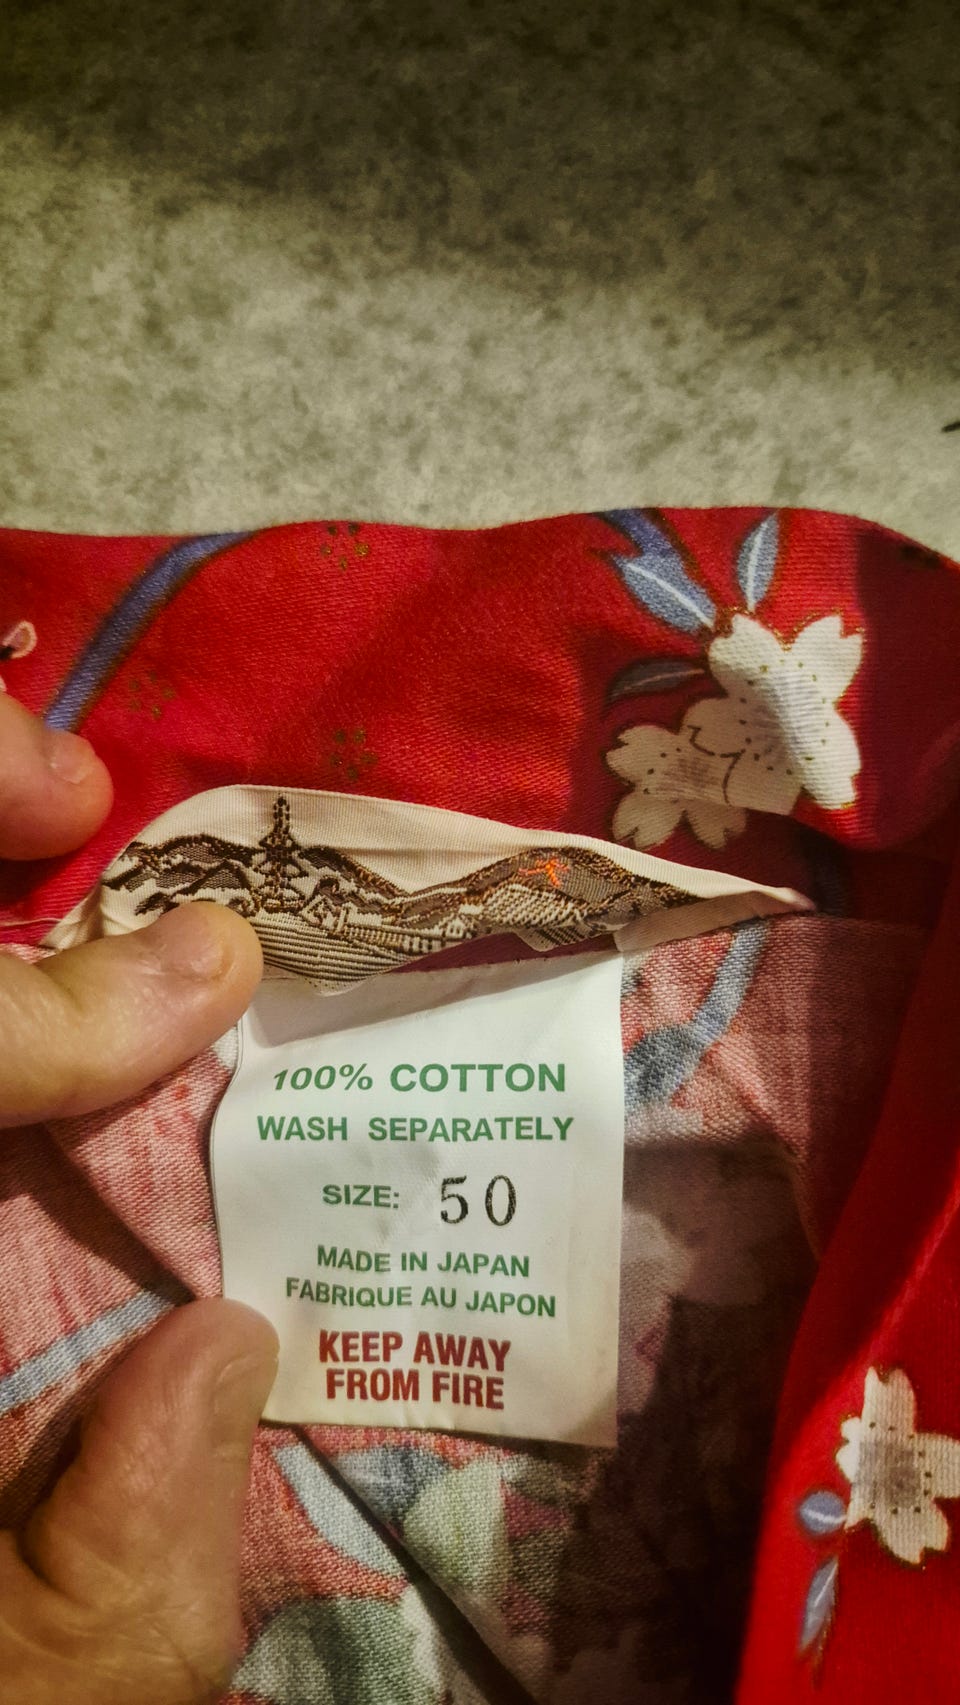 100% COTTON
WASH SEPARATELY
SIZE: 50
MADE IN JAPAN
FABRIQUE AU JAPON
KEEP AWAY
FROM FIRE